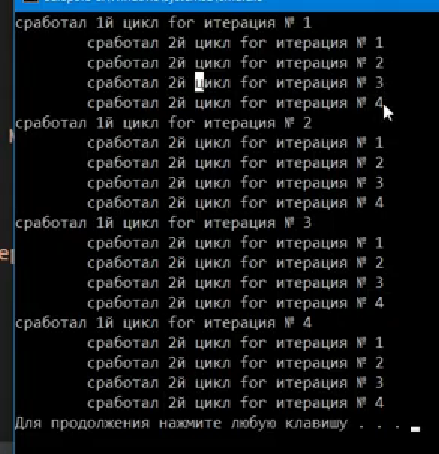 сработал 1й цикл for итерация № 1
сработал 2й цикл for итерация № 1
сработал 2й цикл for итерация № 2
сработал 2й цикл for итерация № 3
сработал 2й цикл for итерация № 4
сработал 1й цикл for итерация № 2
сработал 2й цикл for итерация № 1
сработал 2й цикл for итерация № 2
сработал 2й цикл for итерация № 3
сработал 2й цикл for итерация № 4
сработал 1й цикл for итерация № 3
сработал 2й цикл for итерация № 1
сработал 2й цикл for итерация № 2
сработал 2й цикл for итерация № 3
сработал 2й цикл for итерация № 4
сработал 1й цикл for итерация № 4
сработал 2й цикл for итерация № 1
сработал 2й цикл for итерация № 2
сработал 2й цикл for итерация № 3
сработал 2й цикл for итерация № 4
Для продолжения нажмите любую клавишу . . .